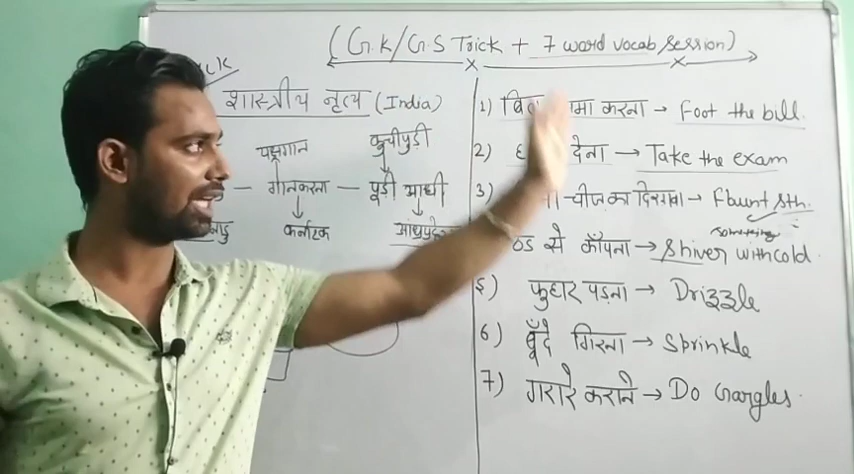 (G.K/G.S Trick + 7 word vocab session)
शास्त्रीय नृत्य (India)
यक्षगान कुचीपुड़ी
गानकरना — पूड़ी आधी
कर्नाटक
1) जमा करना → Foot the bill.
2) देना → Take the exam
3) चीज का दिखावा → Flaunt sth.
something
ठंड से काँपना → Shiver with cold.
5) फुहार पड़ना → Drizzle
6) बूँदे गिरना → Sprinkle
7) गरारे कराने → Do Gargles.